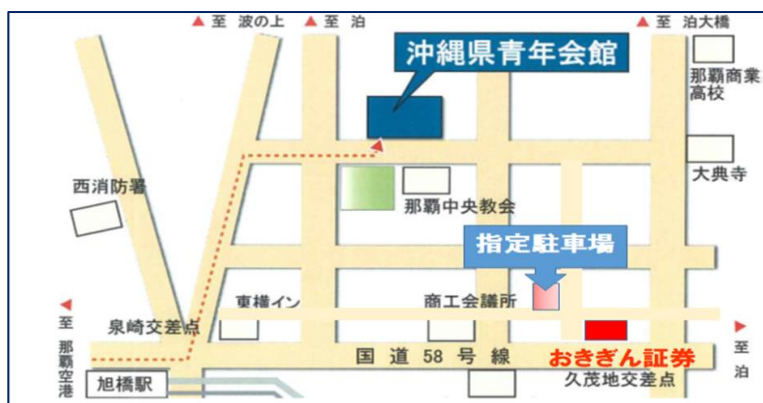 ▲至 波の上
▲至 泊
▲至 泊大橋
沖縄県青年会館
那覇商業
高校
西消防署
大典寺
那覇中央教会
指定駐車場
東横イン
商工会議所
泉崎交差点
▲至 那覇空港
国道58号線
おきぎん証券
▶至 泊
旭橋駅
久茂地交差点